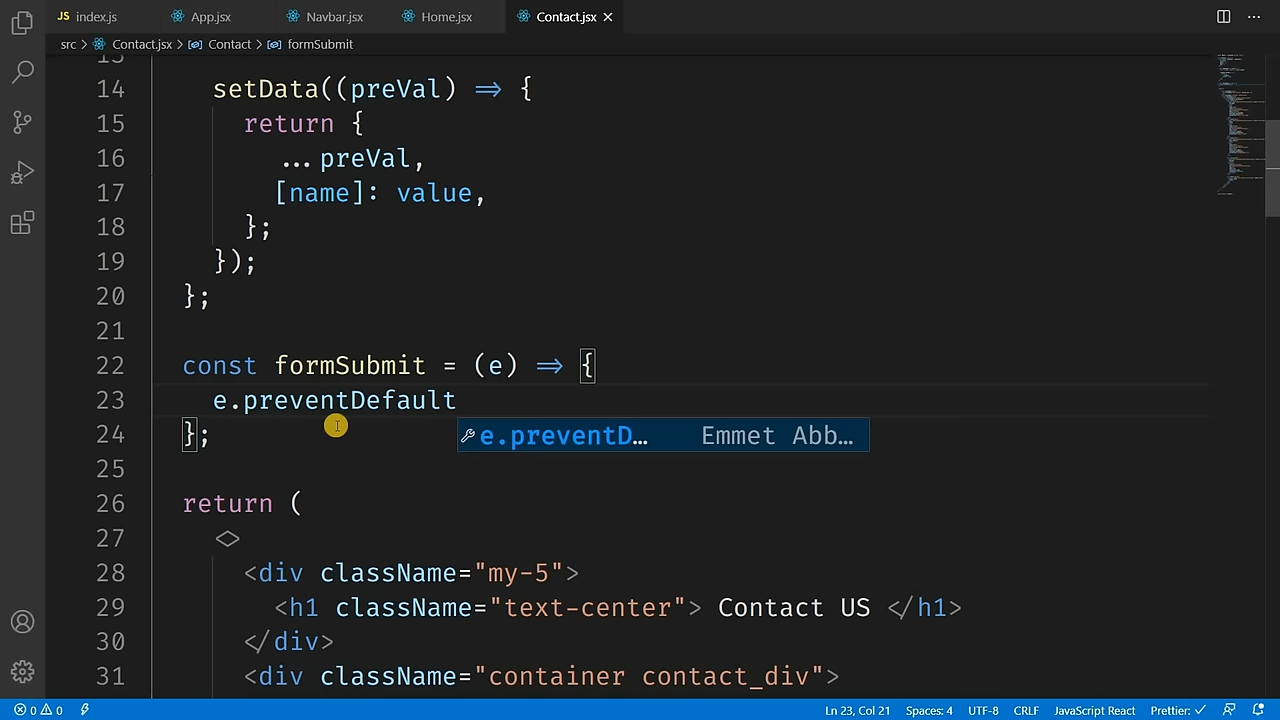 JS index.js App.jsx Navbar.jsx Home.jsx Contact.jsx
src > Contact.jsx > Contact > formSubmit
13
14 setData((preVal) => {
15 return {
16 ...preVal,
17 [name]: value,
18 };
19 });
20 };
21
22 const formSubmit = (e) => {
23 e.preventDefault
e.preventD… Emmet Abb…
24 };
25
26 return (
27 <>
28 <div className="my-5">
29 <h1 className="text-center"> Contact US </h1>
30 </div>
31 <div className="container contact_div">
0 0 Ln 23, Col 21 Spaces: 4 UTF-8 CRLF JavaScript React Prettier: ✓